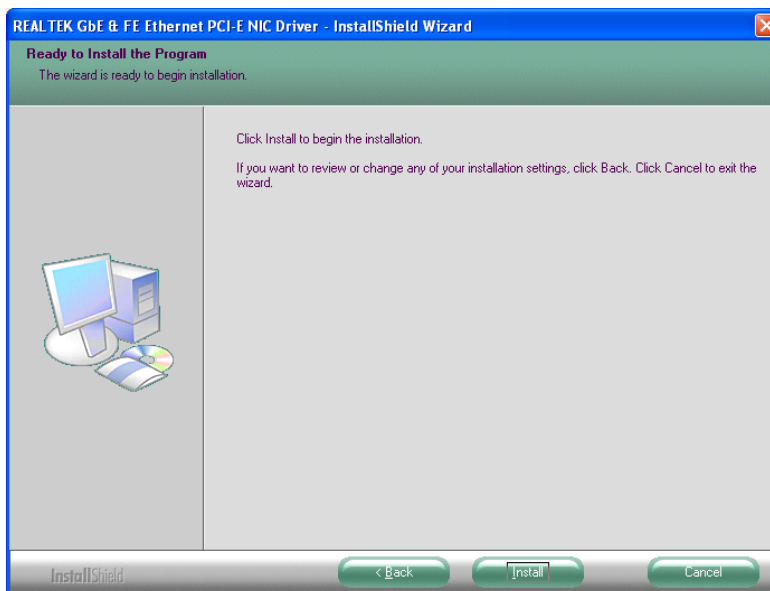 REALTEK GbE & FE Ethernet PCI-E NIC Driver - InstallShield Wizard
Ready to Install the Program
The wizard is ready to begin installation.
Click Install to begin the installation.
If you want to review or change any of your installation settings, click Back. Click Cancel to exit the
wizard.
InstallShield
< Back
Install
Cancel